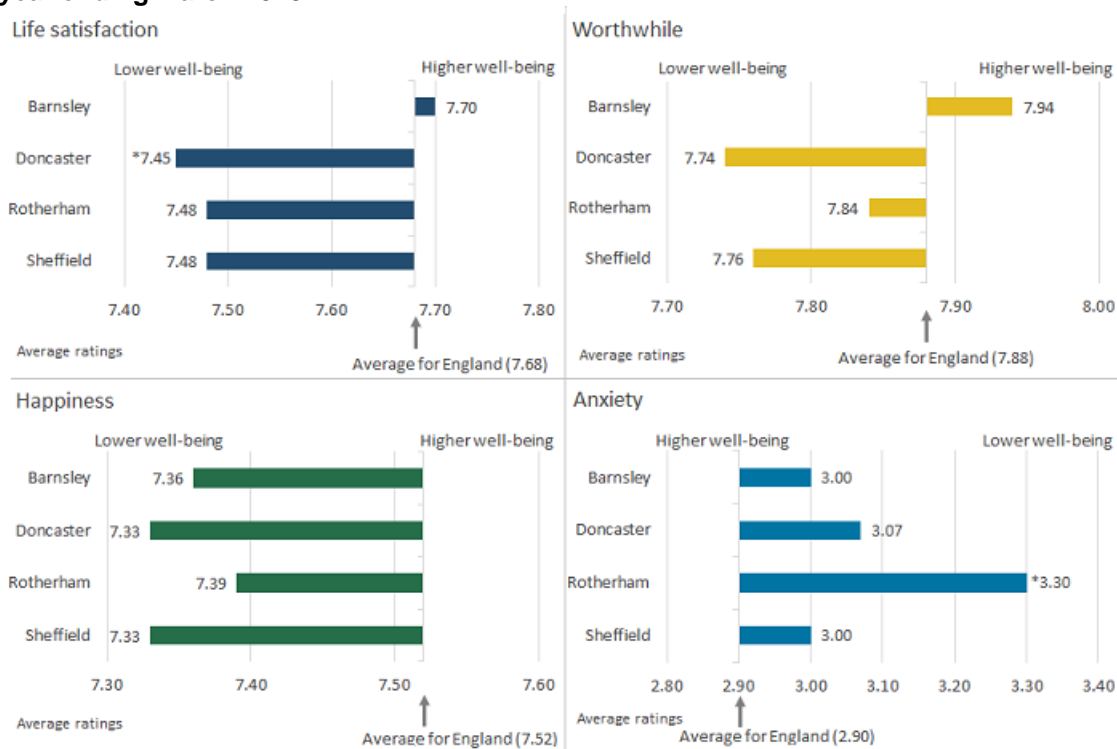 Life satisfaction
Lower well-being Higher well-being
Barnsley 7.70
Doncaster *7.45
Rotherham 7.48
Sheffield 7.48
7.40 7.50 7.60 7.70 7.80
Average ratings
Average for England (7.68)
Worthwhile
Lower well-being Higher well-being
Barnsley 7.94
Doncaster 7.74
Rotherham 7.84
Sheffield 7.76
7.70 7.80 7.90 8.00
Average ratings
Average for England (7.88)
Happiness
Lower well-being Higher well-being
Barnsley 7.36
Doncaster 7.33
Rotherham 7.39
Sheffield 7.33
7.30 7.40 7.50 7.60
Average ratings
Average for England (7.52)
Anxiety
Higher well-being Lower well-being
Barnsley 3.00
Doncaster 3.07
Rotherham *3.30
Sheffield 3.00
2.80 2.90 3.00 3.10 3.20 3.30 3.40
Average ratings
Average for England (2.90)